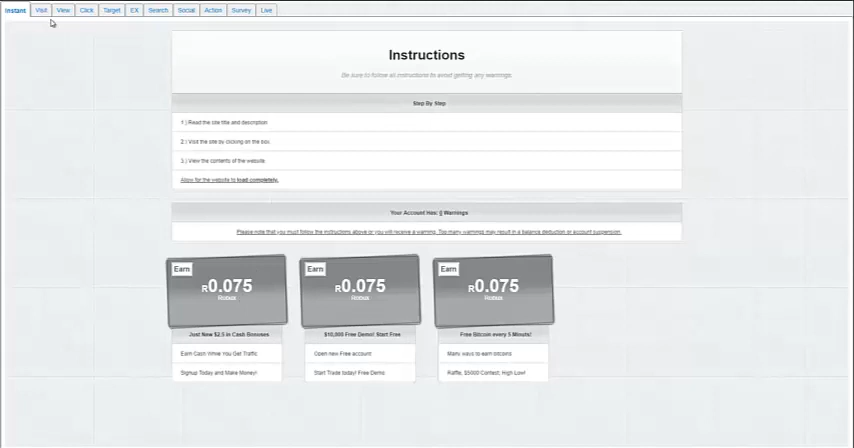 Instant Visit View Click Target EX Search Social Action Survey Live
Instructions
Be sure to follow all instructions to avoid getting any warnings.
Step By Step
1.) Read the site title and description
2.) Visit the site by clicking on the box
3.) View the contents of the website
Allow for the website to load completely.
Your Account Has: 0 Warnings
Please note that you must follow the instructions above or you will receive a warning. Too many warnings may result in a balance deduction or account suspension.
Earn
R0.075
Robux
Just New $2.5 in Cash Bonuses
Earn Cash While You Get Traffic
Signup Today and Make Money!
Earn
R0.075
Robux
$10,000 Free Demo! Start Free
Open new Free account
Start Trade today! Free Demo
Earn
R0.075
Robux
Free Bitcoin every 5 Minuts!
Many ways to earn bitcoins
Raffle, $5000 Contest, High Low!